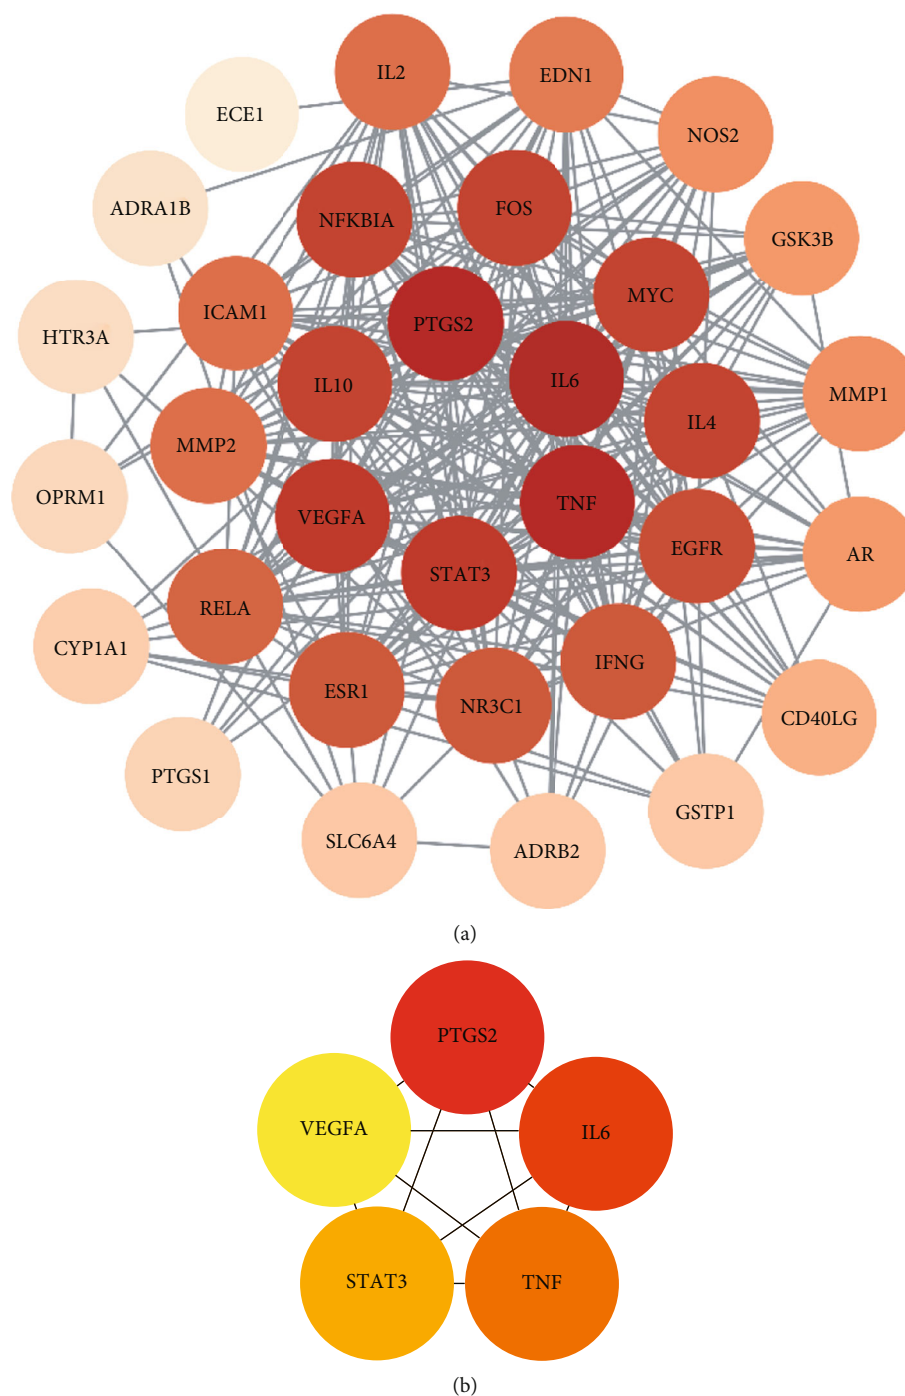 IL2
EDN1
ECE1
NOS2
ADRA1B
NFKBIA
FOS
GSK3B
ICAM1
MYC
HTR3A
PTGS2
IL10
IL6
MMP1
MMP2
IL4
OPRM1
VEGFA
TNF
EGFR
AR
STAT3
RELA
CYP1A1
ESR1
NR3C1
IFNG
CD40LG
PTGS1
SLC6A4
ADRB2
GSTP1
(a)
PTGS2
VEGFA
IL6
STAT3
TNF
(b)